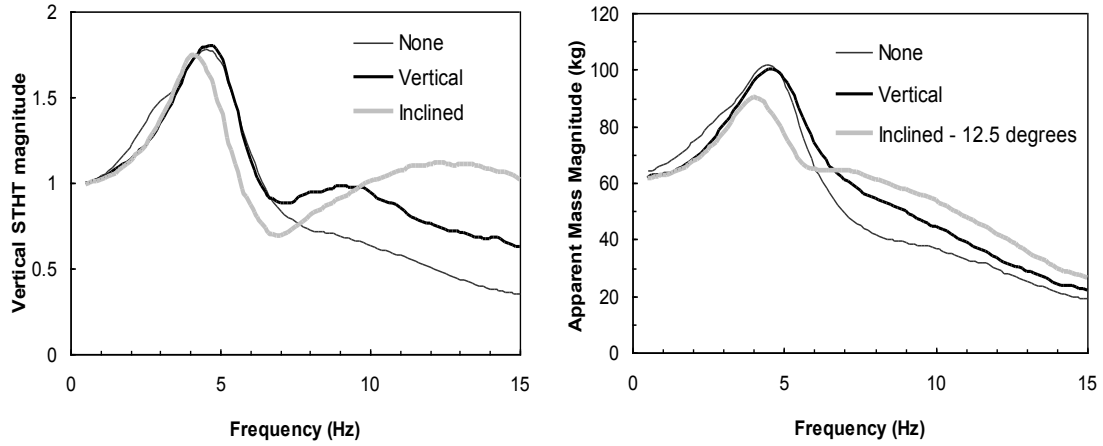 Vertical STHT magnitude
2
1.5
1
0.5
0
0 5 10 15
Frequency (Hz)
None
Vertical
Inclined
Apparent Mass Magnitude (kg)
120
100
80
60
40
20
0
0 5 10 15
Frequency (Hz)
None
Vertical
Inclined - 12.5 degrees